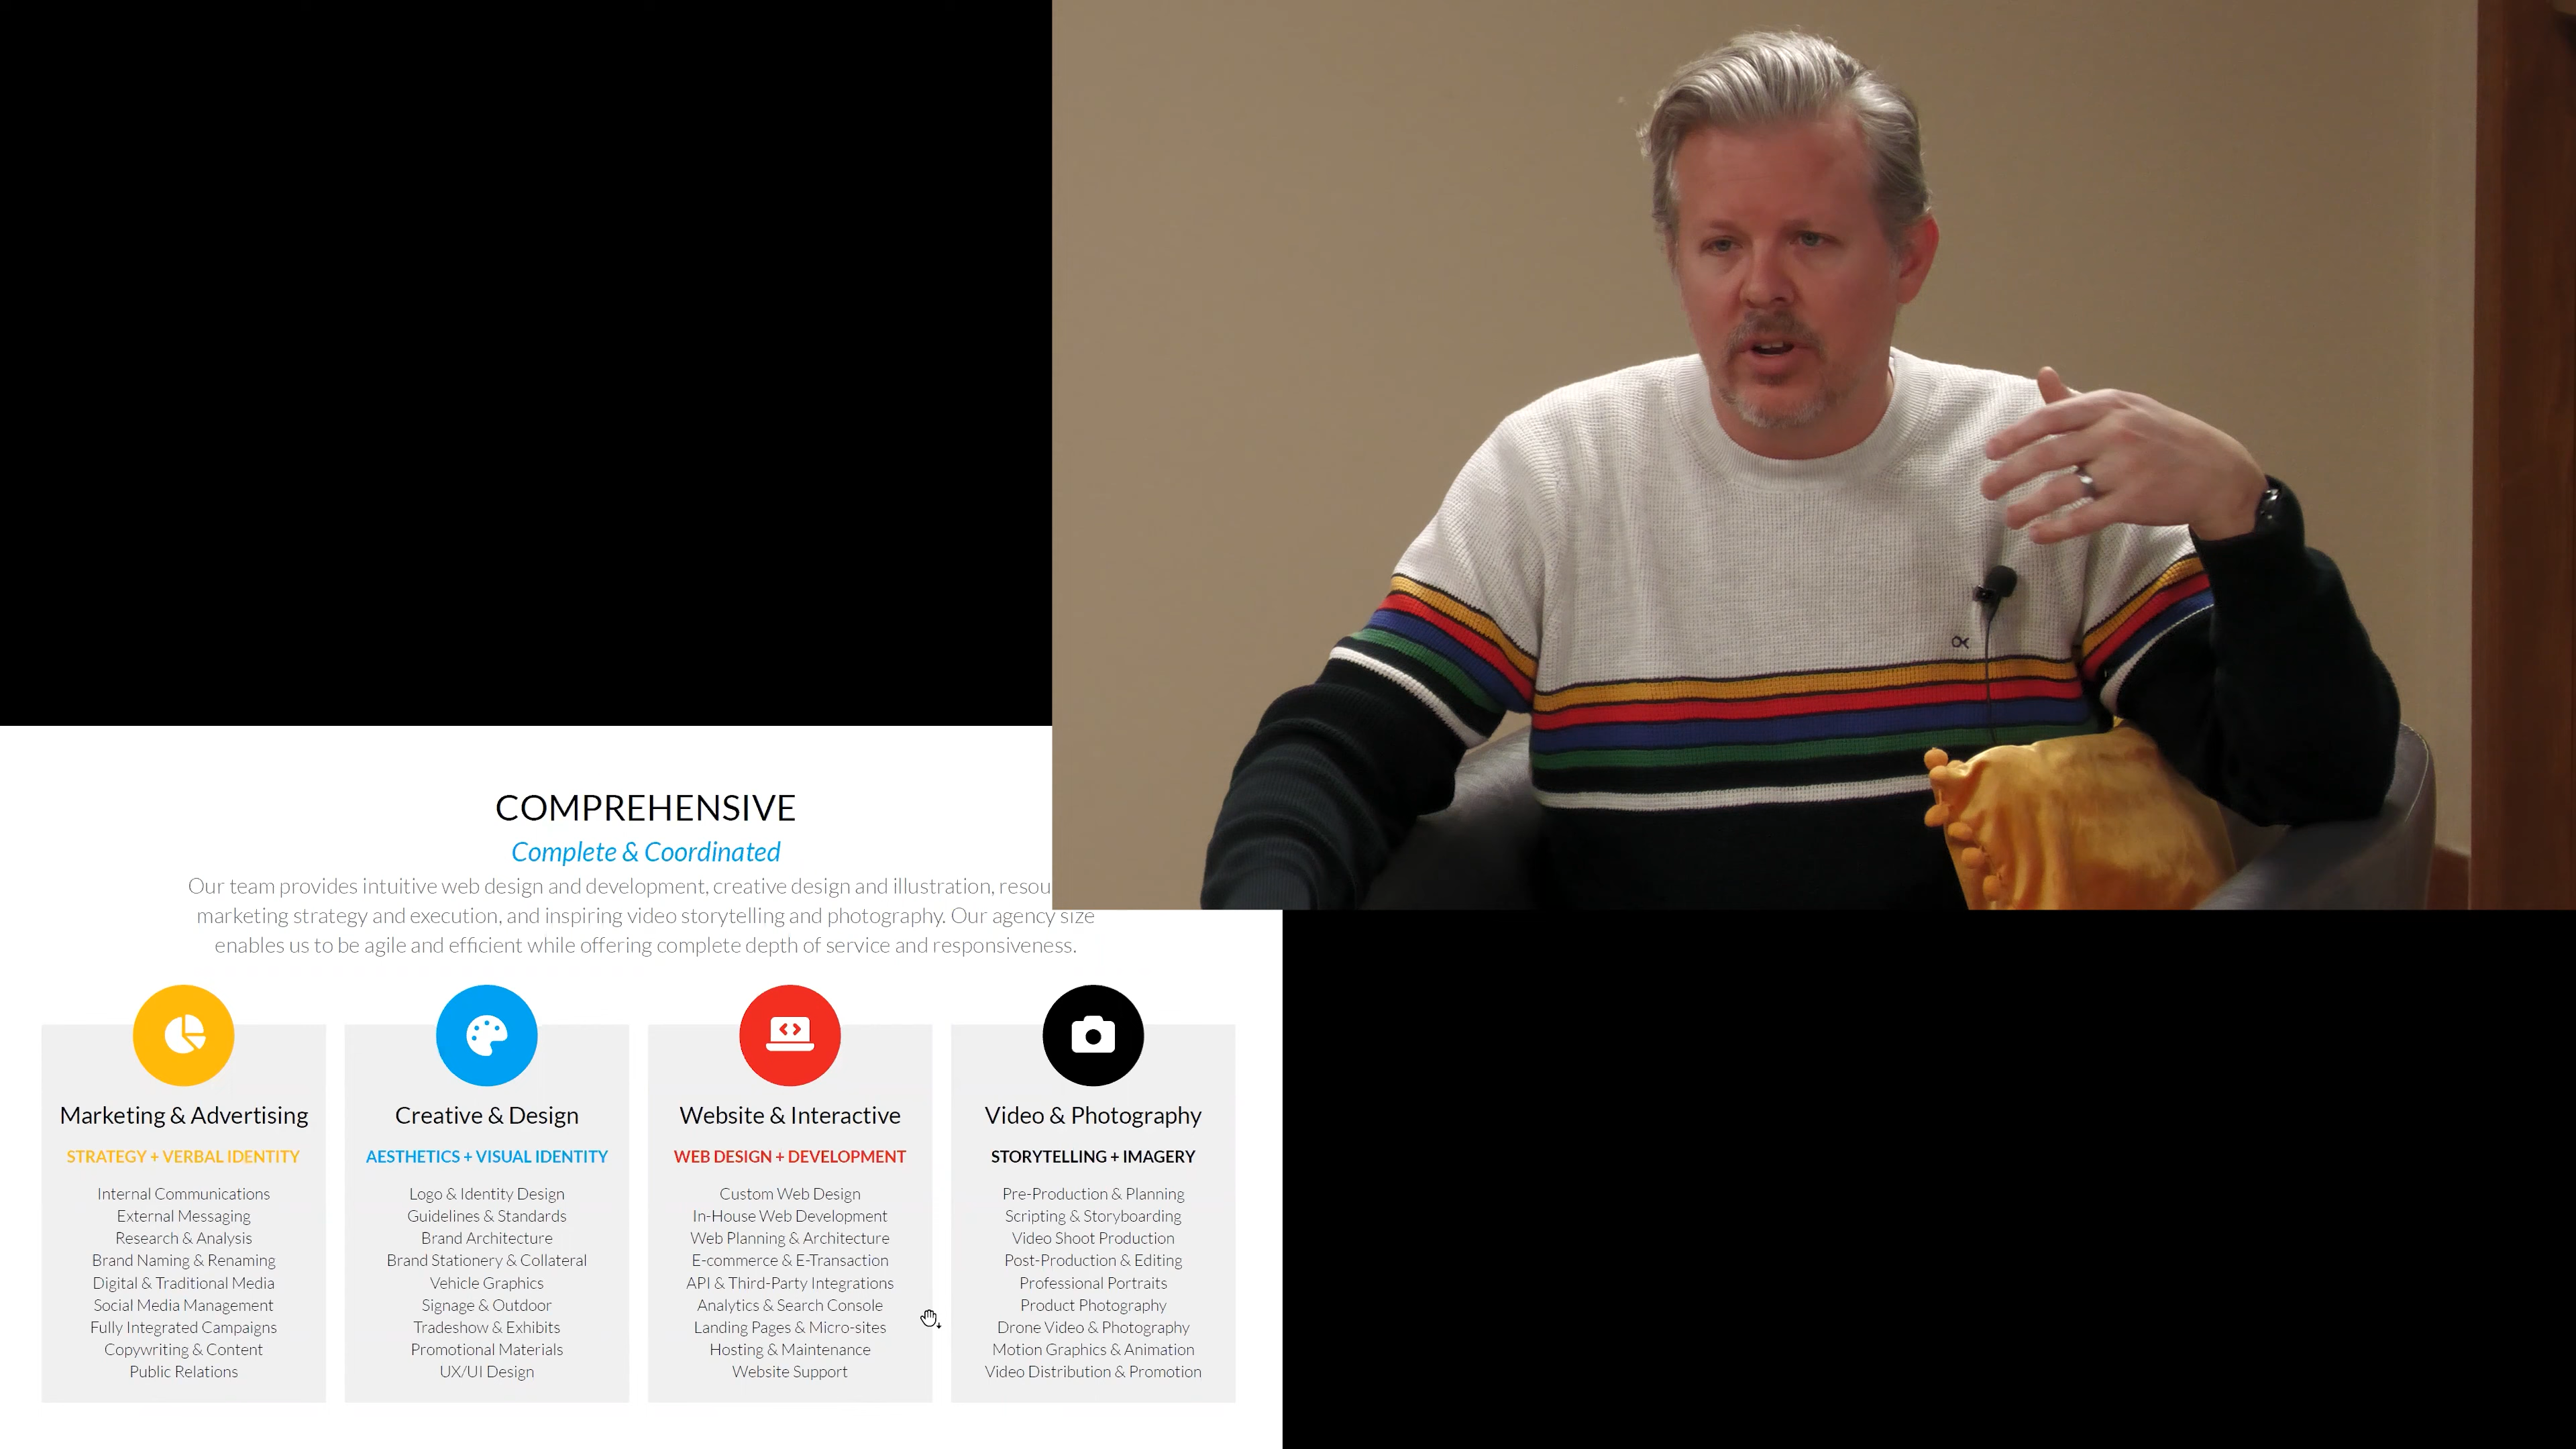 COMPREHENSIVE
Complete & Coordinated
Our team provides intuitive web design and development, creative design and illustration,
marketing strategy and execution, and inspiring video storytelling and photography. Our agency size
enables us to be agile and efficient while offering complete depth of service and responsiveness.
Marketing & Advertising
STRATEGY + VERBAL IDENTITY
Internal Communications
External Messaging
Research & Analysis
Brand Naming & Renaming
Digital & Traditional Media
Social Media Management
Fully Integrated Campaigns
Copywriting & Content
Public Relations
Creative & Design
AESTHETICS + VISUAL IDENTITY
Logo & Identity Design
Guidelines & Standards
Brand Architecture
Brand Stationery & Collateral
Vehicle Graphics
Signage & Outdoor
Tradeshow & Exhibits
Promotional Materials
UX/UI Design
Website & Interactive
WEB DESIGN + DEVELOPMENT
Custom Web Design
In-House Web Development
Web Planning & Architecture
E-commerce & E-Transaction
API & Third-Party Integrations
Analytics & Search Console
Landing Pages & Micro-sites
Hosting & Maintenance
Website Support
Video & Photography
STORYTELLING + IMAGERY
Pre-Production & Planning
Scripting & Storyboarding
Video Shoot Production
Post-Production & Editing
Professional Portraits
Product Photography
Drone Video & Photography
Motion Graphics & Animation
Video Distribution & Promotion